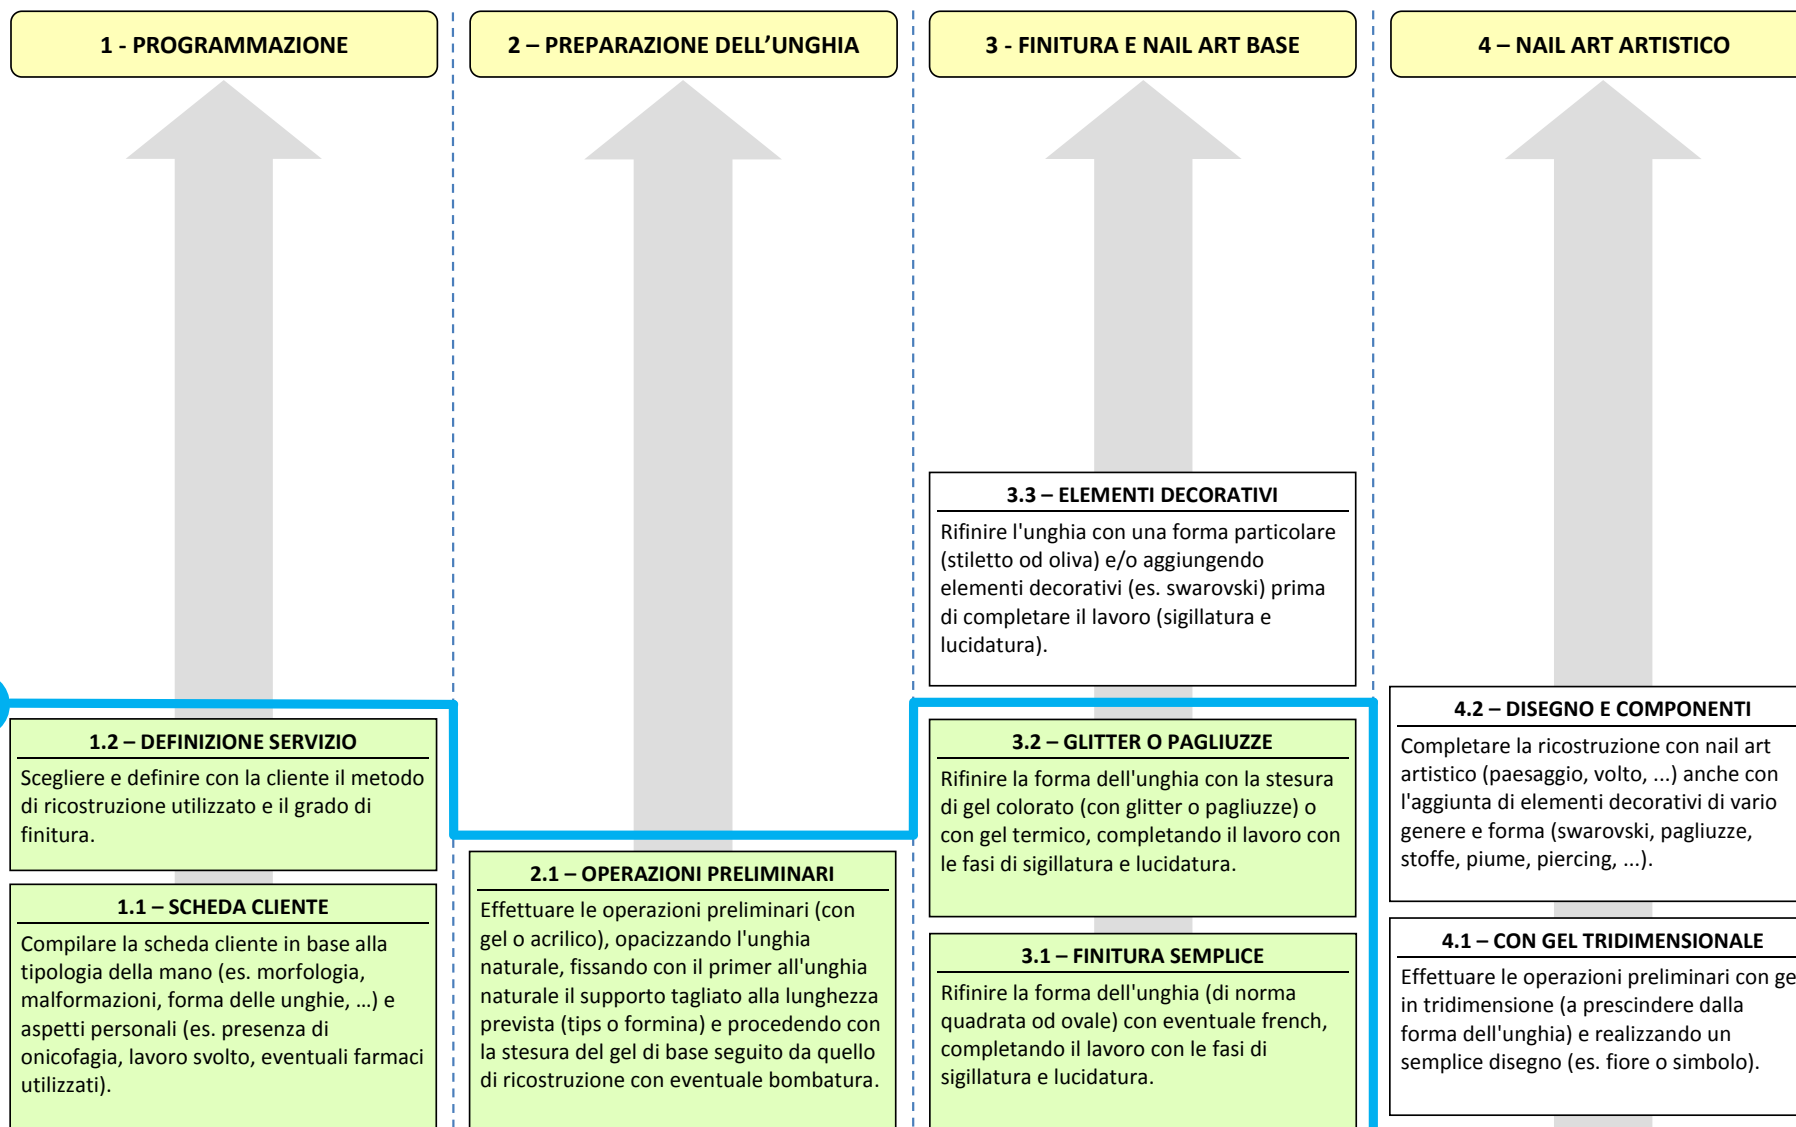 1 - PROGRAMMAZIONE
2 – PREPARAZIONE DELL'UNGHIA
3 - FINITURA E NAIL ART BASE
4 – NAIL ART ARTISTICO
3.3 – ELEMENTI DECORATIVI
Rifinire l'unghia con una forma particolare
(stiletto od oliva) e/o aggiungendo
elementi decorativi (es. swarovski) prima
di completare il lavoro (sigillatura e
lucidatura).
1.2 – DEFINIZIONE SERVIZIO
Scegliere e definire con la cliente il metodo
di ricostruzione utilizzato e il grado di
finitura.
1.1 – SCHEDA CLIENTE
Compilare la scheda cliente in base alla
tipologia della mano (es. morfologia,
malformazioni, forma delle unghie, ...) e
aspetti personali (es. presenza di
onicofagia, lavoro svolto, eventuali farmaci
utilizzati).
2.1 – OPERAZIONI PRELIMINARI
Effettuare le operazioni preliminari (con
gel o acrilico), opacizzando l'unghia
naturale, fissando con il primer all'unghia
naturale il supporto tagliato alla lunghezza
prevista (tips o formina) e procedendo con
la stesura del gel di base seguito da quello
di ricostruzione con eventuale bombatura.
3.2 – GLITTER O PAGLIUZZE
Rifinire la forma dell'unghia con la stesura
di gel colorato (con glitter o pagliuzze) o
con gel termico, completando il lavoro con
le fasi di sigillatura e lucidatura.
3.1 – FINITURA SEMPLICE
Rifinire la forma dell'unghia (di norma
quadrata od ovale) con eventuale french,
completando il lavoro con le fasi di
sigillatura e lucidatura.
4.2 – DISEGNO E COMPONENTI
Completare la ricostruzione con nail art
artistico (paesaggio, volto, ...) anche con
l'aggiunta di elementi decorativi di vario
genere e forma (swarovski, pagliuzze,
stoffe, piume, piercing, ...).
4.1 – CON GEL TRIDIMENSIONALE
Effettuare le operazioni preliminari con ge
in tridimensione (a prescindere dalla
forma dell'unghia) e realizzando un
semplice disegno (es. fiore o simbolo).